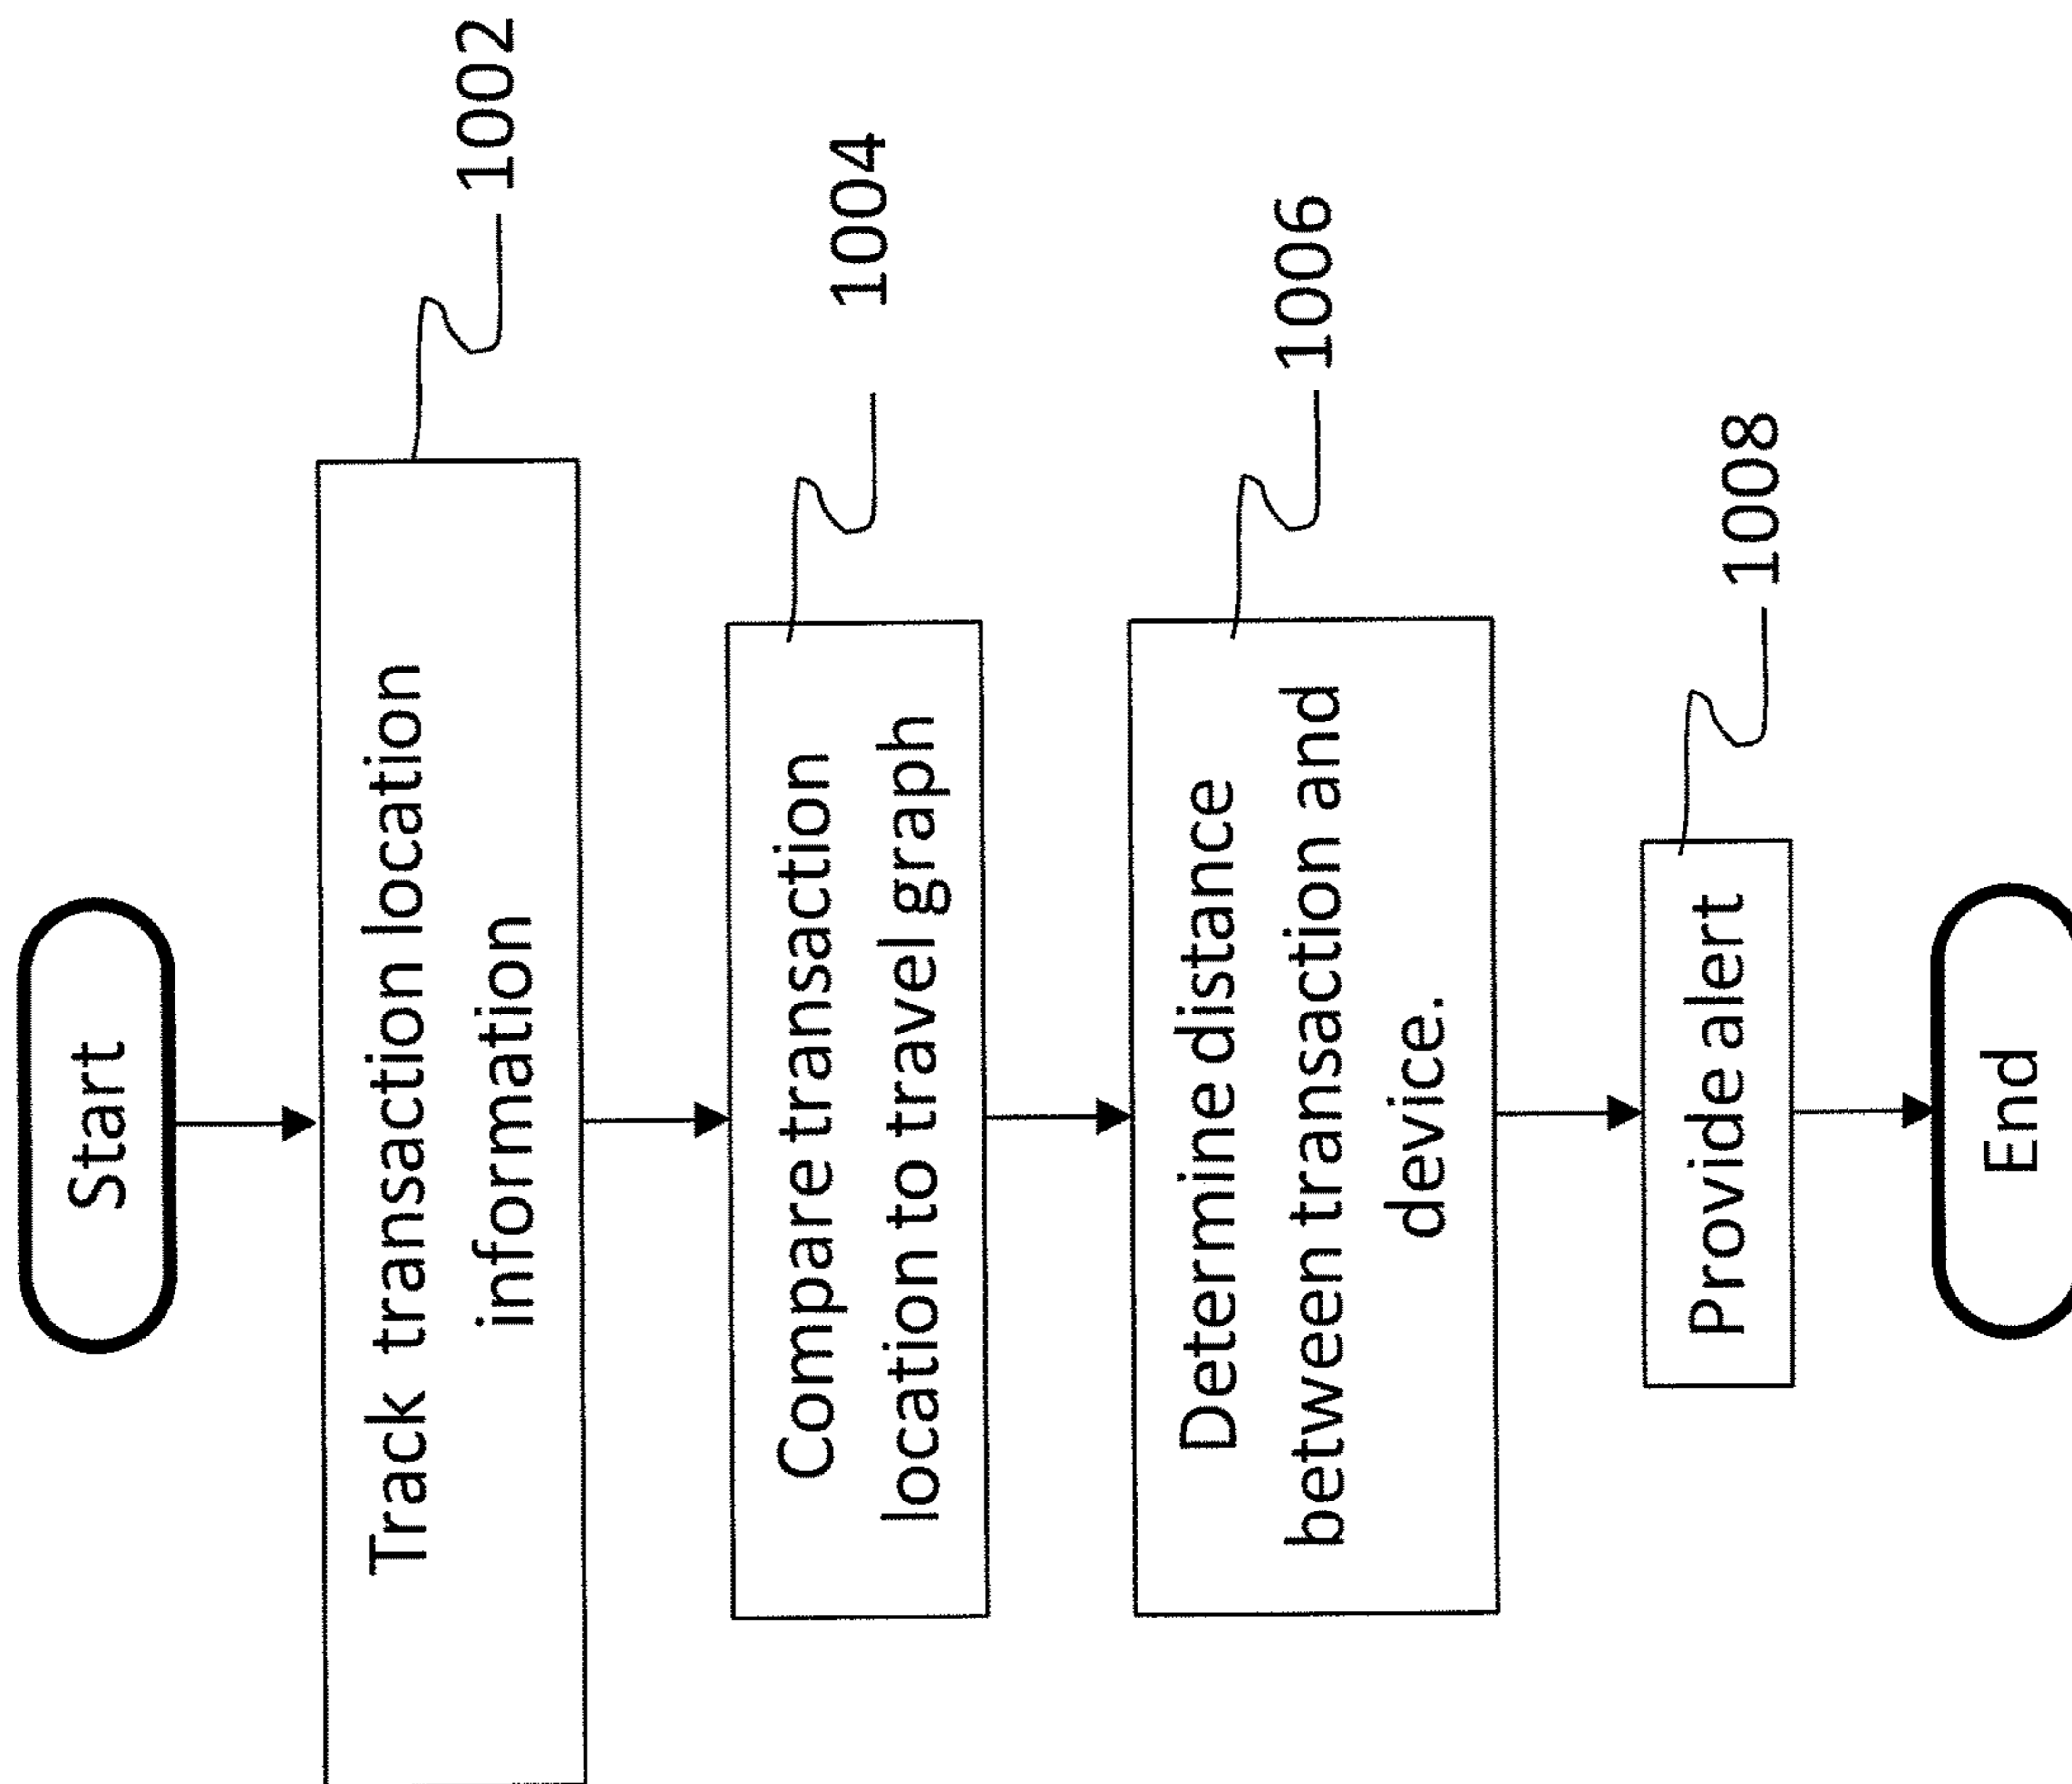 Start
Track transaction location
information
1002
Compare transaction
location to travel graph
1004
Determine distance
between transaction and
device.
1006
Provide alert
1008
End